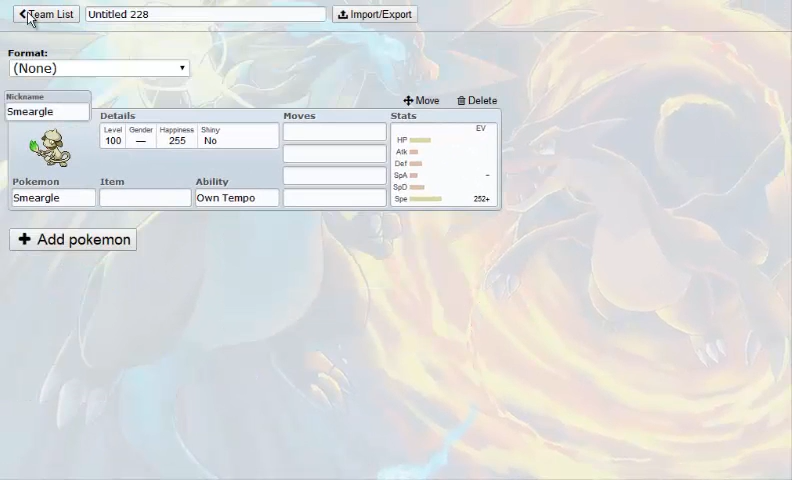 Team List
Untitled 228
Import/Export
Format:
(None)
Move
Delete
Nickname
Smeargle
Details
Moves
Stats
Level
Gender
Happiness
Shiny
100
—
255
No
EV
HP
Atk
Def
SpA
-
SpD
Spe
252+
Pokemon
Item
Ability
Smeargle
Own Tempo
Add pokemon